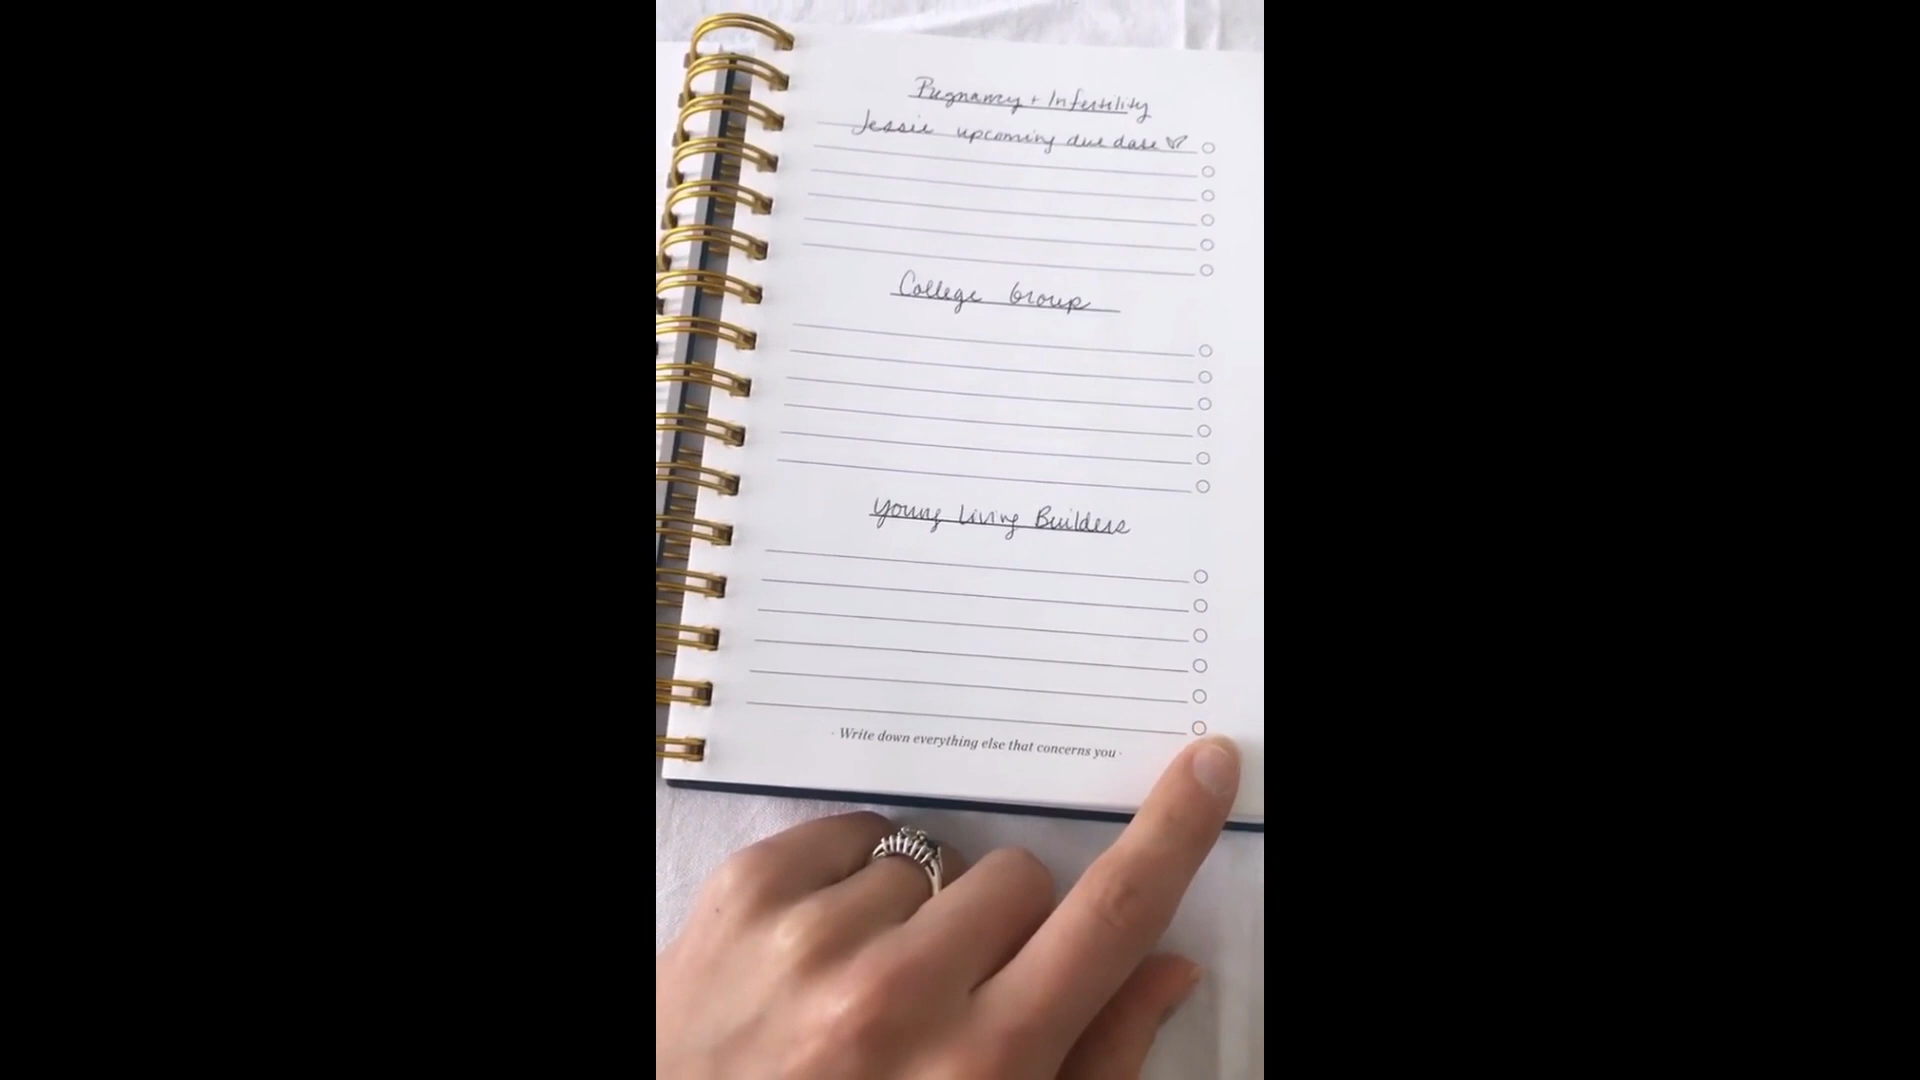 Pregnancy + Infertility
Jessie upcoming due date
College Group
Young Living Builders
- Write down everything else that concerns you -